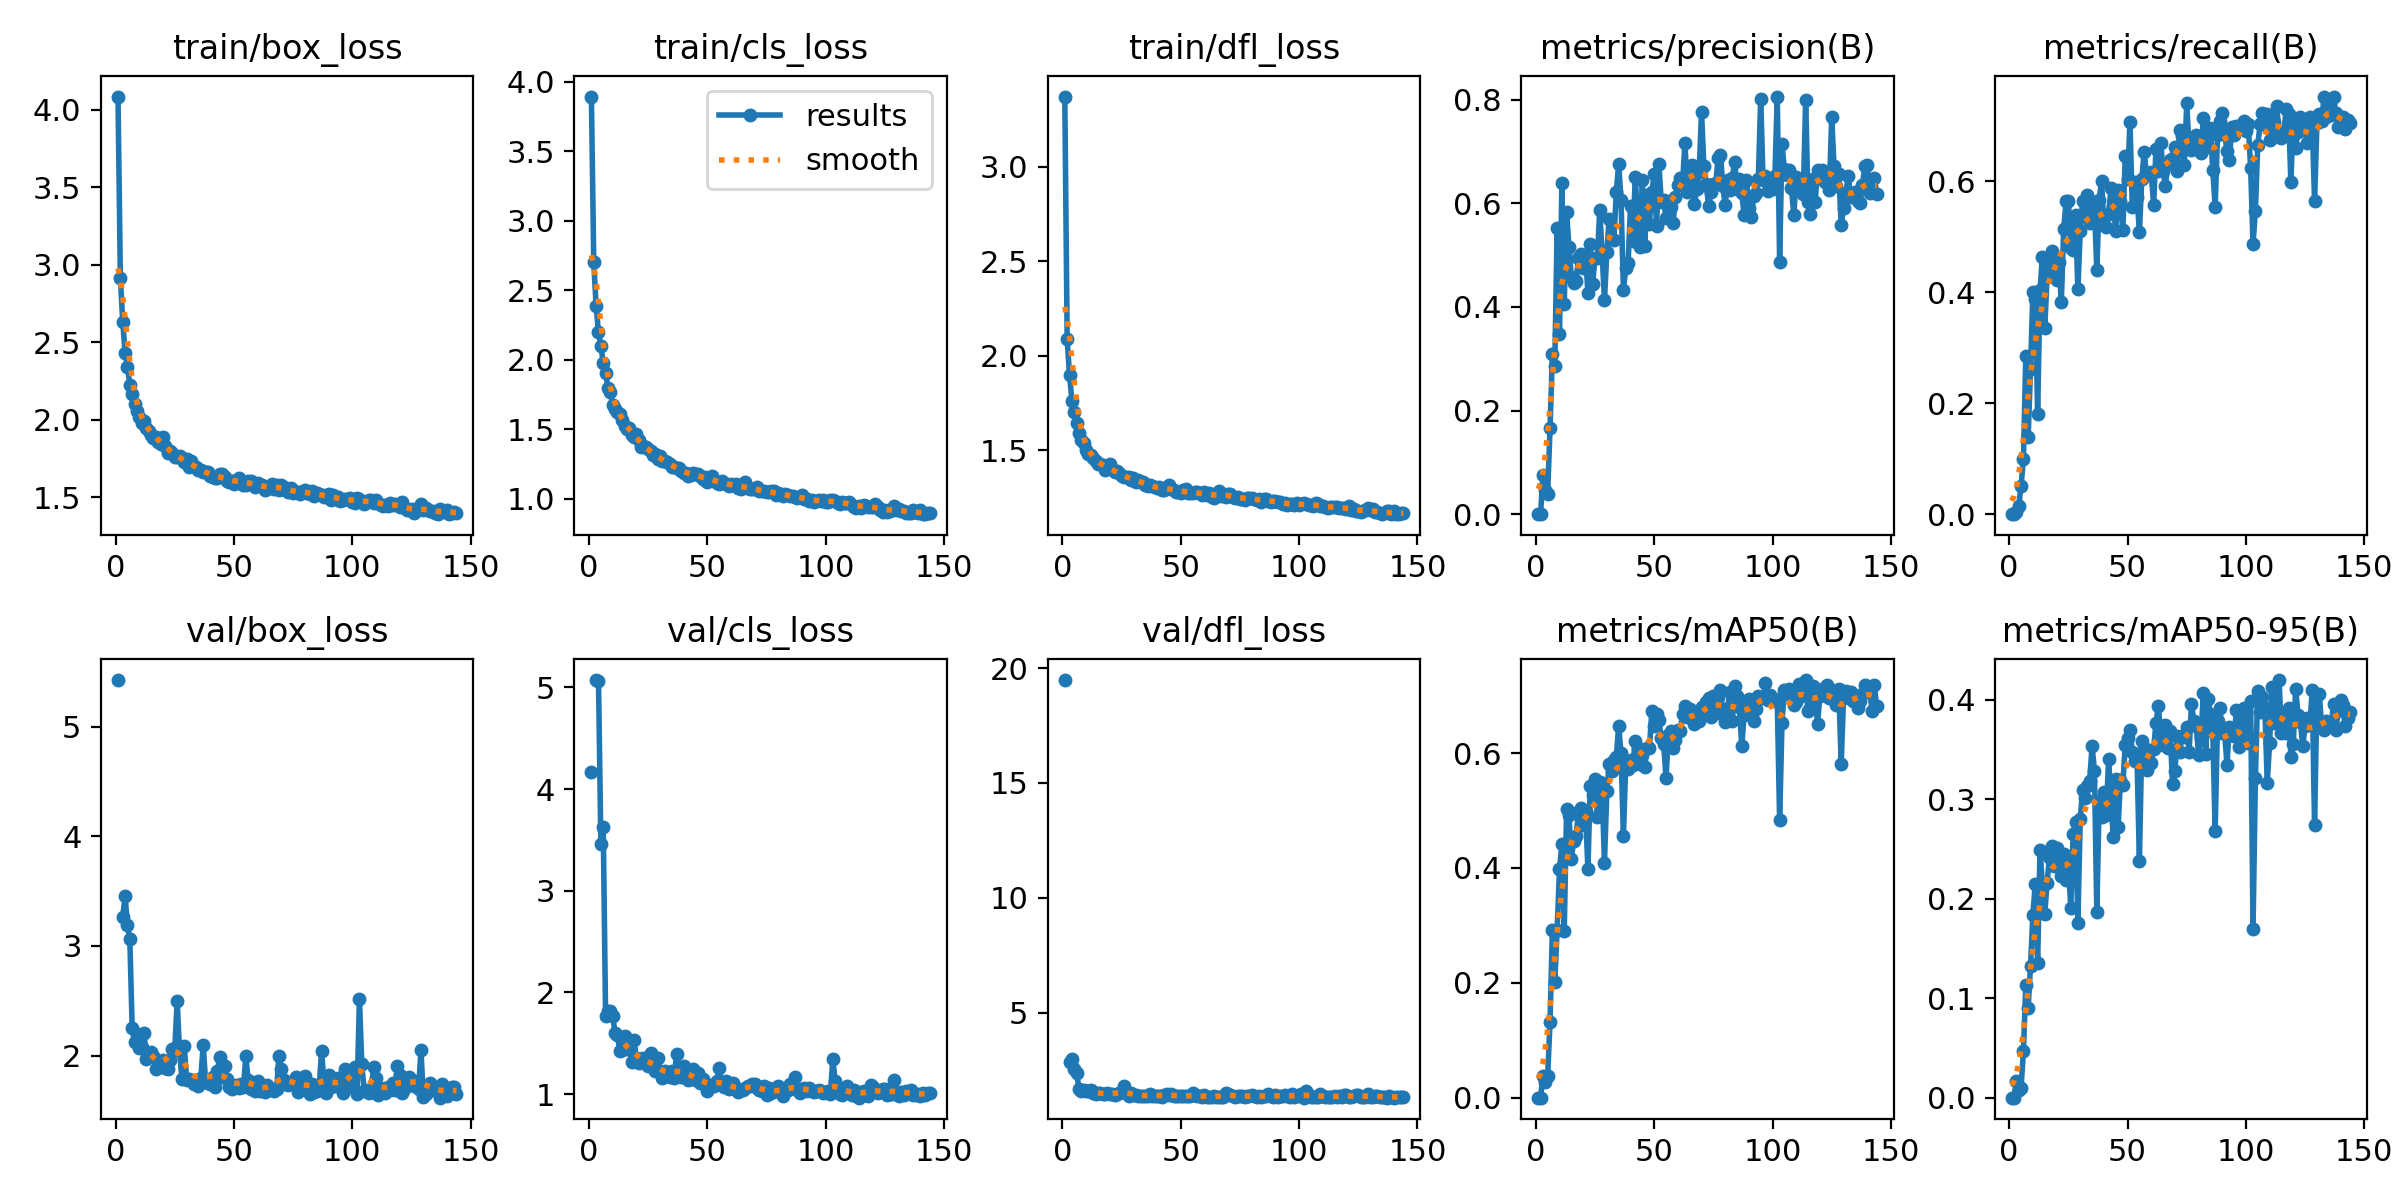 train/box_loss
4.0
3.5
3.0
2.5
2.0
1.5
0 50 100 150
train/cls_loss
results
smooth
4.0
3.5
3.0
2.5
2.0
1.5
1.0
0 50 100 150
train/dfl_loss
3.0
2.5
2.0
1.5
0 50 100 150
metrics/precision(B)
0.8
0.6
0.4
0.2
0.0
0 50 100 150
metrics/recall(B)
0.6
0.4
0.2
0.0
0 50 100 150
val/box_loss
5
4
3
2
0 50 100 150
val/cls_loss
5
4
3
2
1
0 50 100 150
val/dfl_loss
20
15
10
5
0 50 100 150
metrics/mAP50(B)
0.6
0.4
0.2
0.0
0 50 100 150
metrics/mAP50-95(B)
0.4
0.3
0.2
0.1
0.0
0 50 100 150